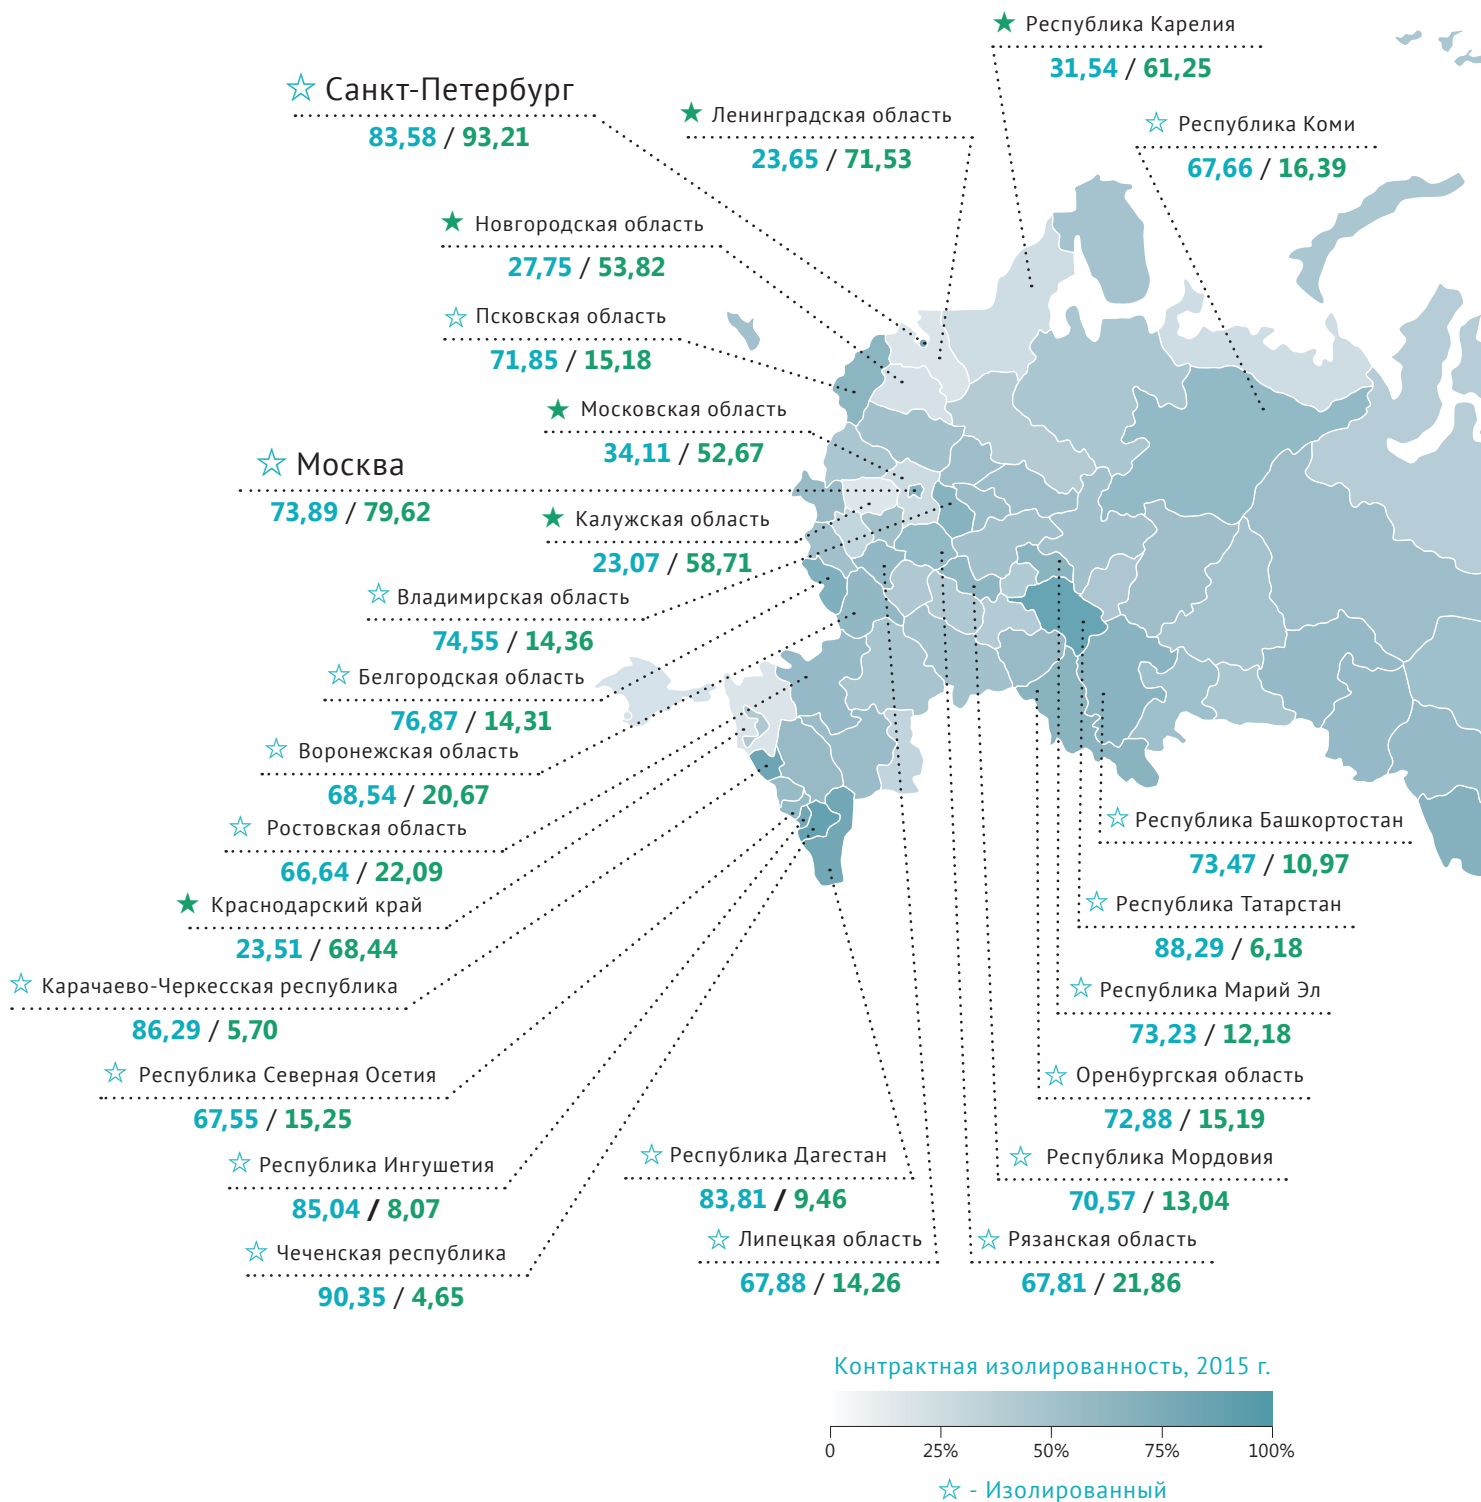 ★ Республика Карелия
31,54 / 61,25
☆ Санкт-Петербург
83,58 / 93,21
★ Ленинградская область
23,65 / 71,53
☆ Республика Коми
67,66 / 16,39
★ Новгородская область
27,75 / 53,82
☆ Псковская область
71,85 / 15,18
★ Московская область
34,11 / 52,67
☆ Москва
73,89 / 79,62
★ Калужская область
23,07 / 58,71
☆ Владимирская область
74,55 / 14,36
☆ Белгородская область
76,87 / 14,31
☆ Воронежская область
68,54 / 20,67
☆ Ростовская область
66,64 / 22,09
★ Краснодарский край
23,51 / 68,44
☆ Карачаево-Черкесская республика
86,29 / 5,70
☆ Республика Северная Осетия
67,55 / 15,25
☆ Республика Ингушетия
85,04 / 8,07
☆ Чеченская республика
90,35 / 4,65
☆ Республика Башкортостан
73,47 / 10,97
☆ Республика Татарстан
88,29 / 6,18
☆ Республика Марий Эл
73,23 / 12,18
☆ Оренбургская область
72,88 / 15,19
☆ Республика Дагестан
83,81 / 9,46
☆ Республика Мордовия
70,57 / 13,04
☆ Липецкая область
67,88 / 14,26
☆ Рязанская область
67,81 / 21,86
Контрактная изолированность, 2015 г.
0 25% 50% 75% 100%
☆ - Изолированный